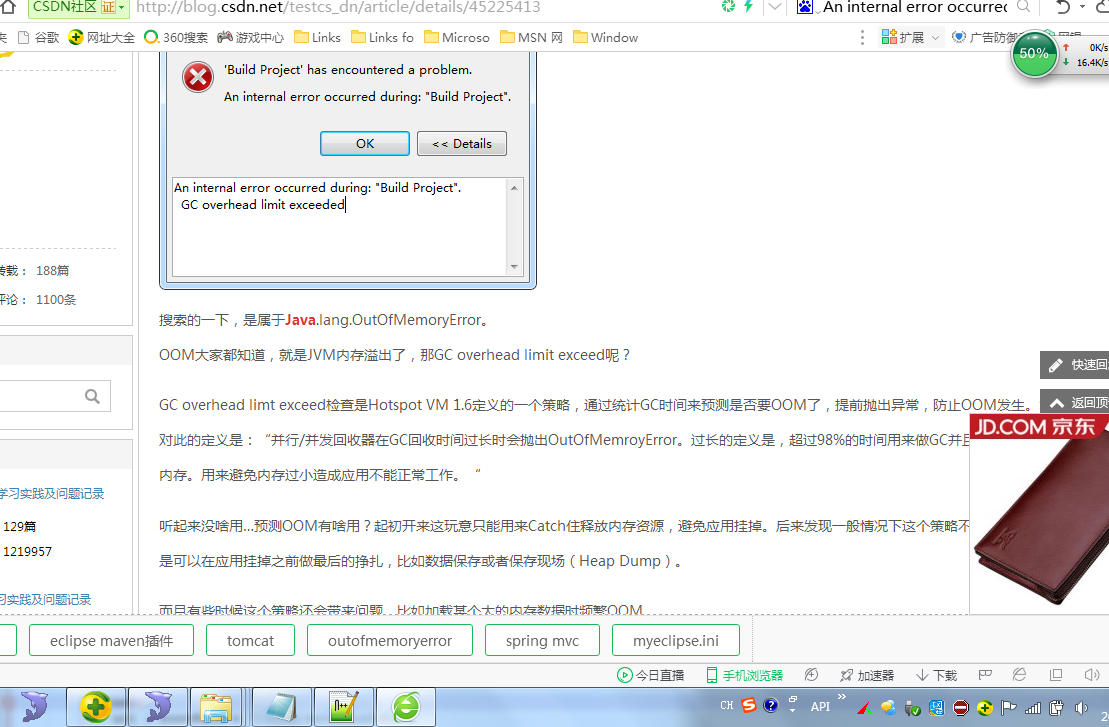 CSDN社区 证 http://blog.csdn.net/testcs_dn/article/details/45225413 An internal error occurred
谷歌 网址大全 360搜索 游戏中心 Links Links fo Microso MSN 网 Window 扩展 广告防御
50% 0K/s
16.4K/s
'Build Project' has encountered a problem.
An internal error occurred during: "Build Project".
OK << Details
An internal error occurred during: "Build Project".
GC overhead limit exceeded
转载： 188篇
评论： 1100条
搜索的一下，是属于Java.lang.OutOfMemoryError。
OOM大家都知道，就是JVM内存溢出了，那GC overhead limit exceed呢？
快速回
GC overhead limt exceed检查是Hotspot VM 1.6定义的一个策略，通过统计GC时间来预测是否要OOM了，提前抛出异常，防止OOM发生。
返回顶
对此的定义是：“并行/并发回收器在GC回收时间过长时会抛出OutOfMemroyError。过长的定义是，超过98%的时间用来做GC并且
JD.COM 京东
内存。用来避免内存过小造成应用不能正常工作。“
学习实践及问题记录
129篇
1219957
听起来没啥用...预测OOM有啥用？起初开来这玩意只能用来Catch住释放内存资源，避免应用挂掉。后来发现一般情况下这个策略不
是可以在应用挂掉之前做最后的挣扎，比如数据保存或者保存现场（Heap Dump）。
习实践及问题记录
而且有些时候这个策略还会带来问题，比如加载某个大的内存数据时频繁OOM
eclipse maven插件 tomcat outofmemoryerror spring mvc myeclipse.ini
今日直播 手机浏览器 加速器 下载
CH API